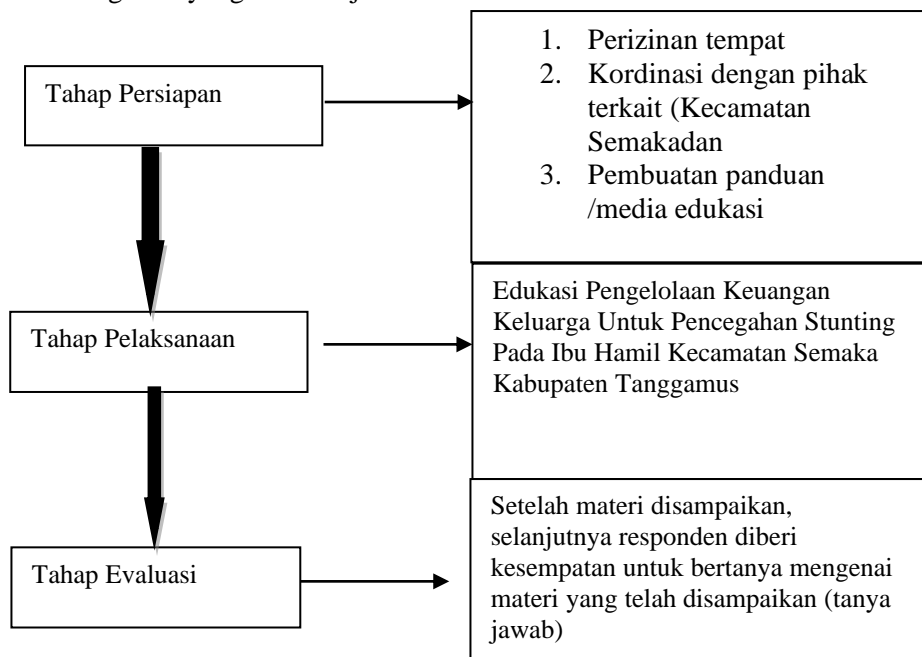 Tahap Persiapan
1. Perizinan tempat
2. Kordinasi dengan pihak
terkait (Kecamatan
Semakadan
3. Pembuatan panduan
/media edukasi
Tahap Pelaksanaan
Edukasi Pengelolaan Keuangan
Keluarga Untuk Pencegahan Stunting
Pada Ibu Hamil Kecamatan Semaka
Kabupaten Tanggamus
Tahap Evaluasi
Setelah materi disampaikan,
selanjutnya responden diberi
kesempatan untuk bertanya mengenai
materi yang telah disampaikan (tanya
jawab)